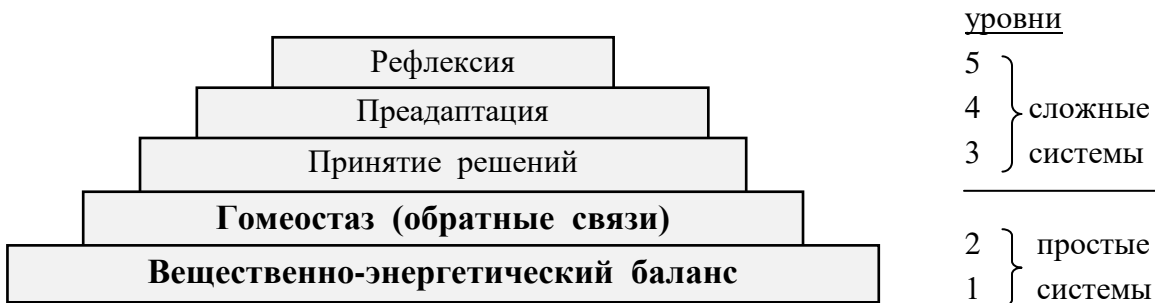 уровни
Рефлексия 5
Преадаптация 4 сложные
Принятие решений 3 системы
Гомеостаз (обратные связи) 2 простые
Вещественно-энергетический баланс 1 системы